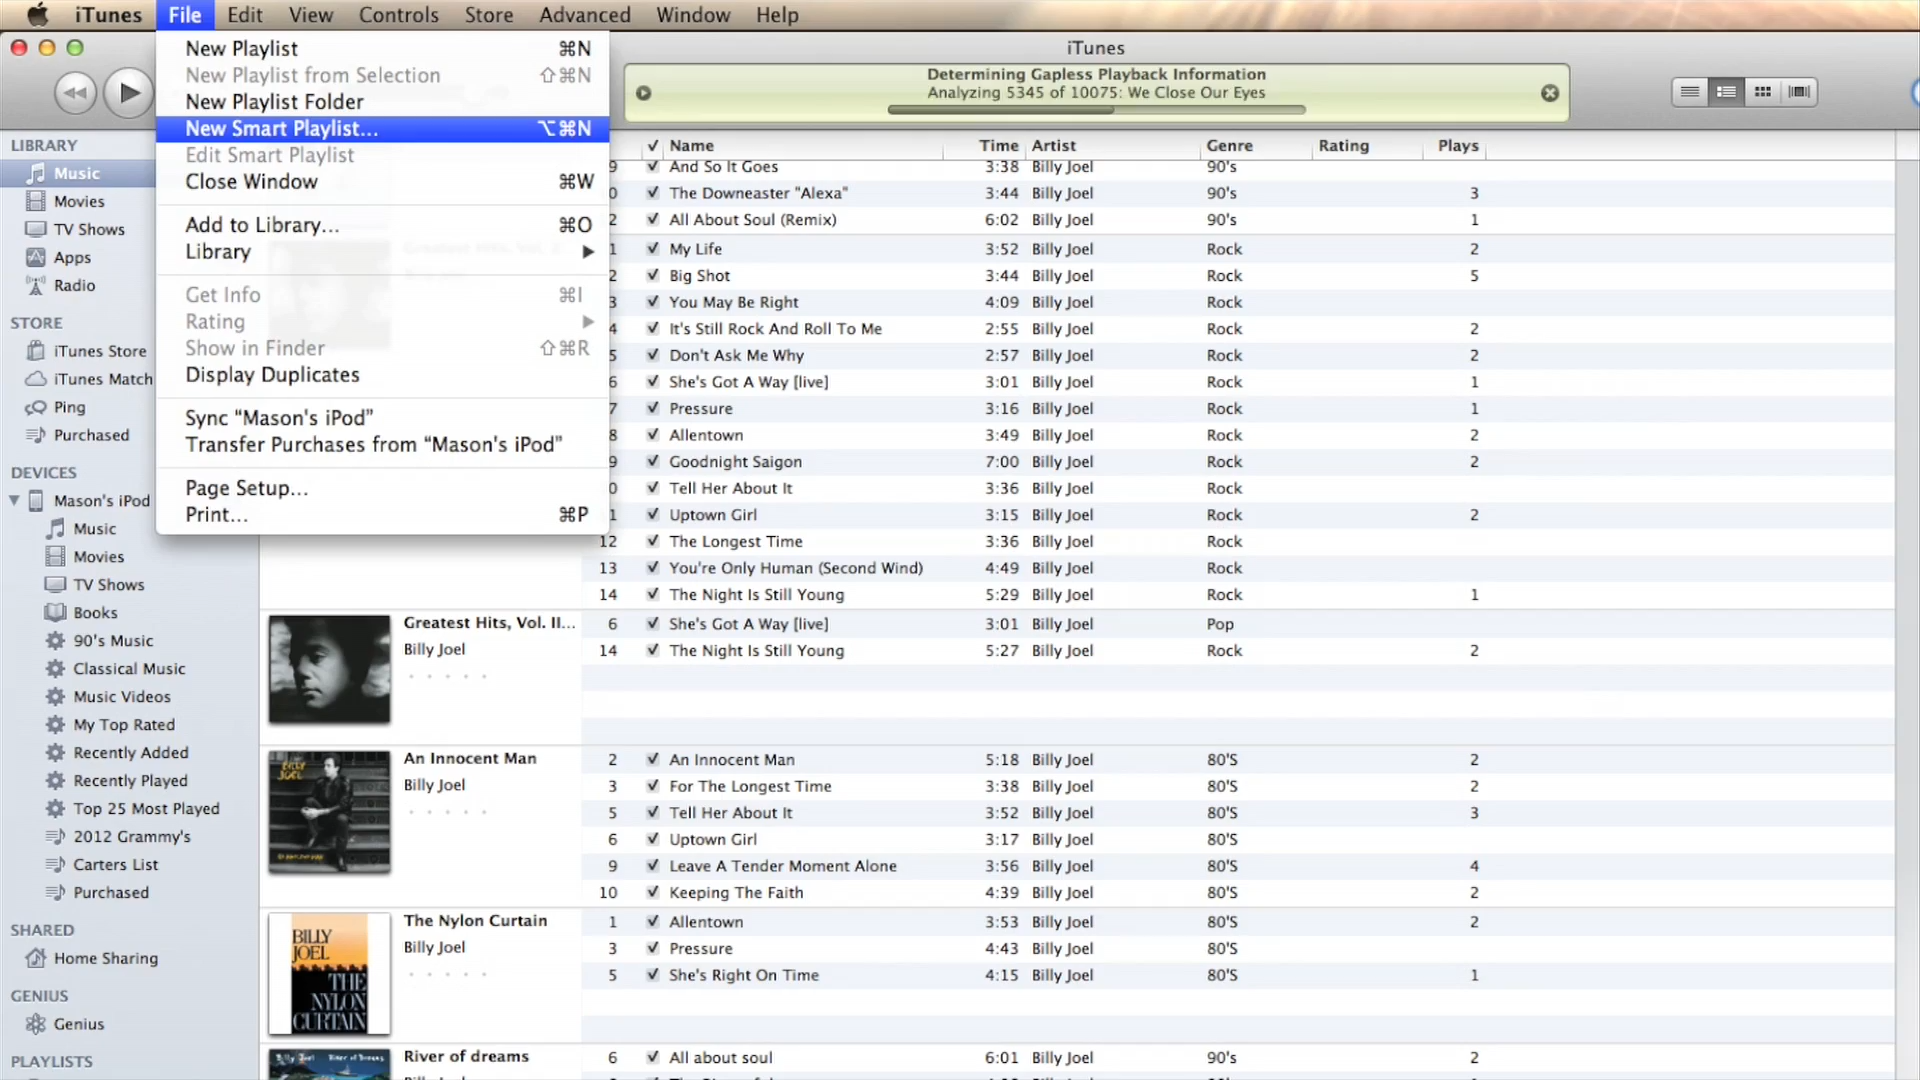 iTunes File Edit View Controls Store Advanced Window Help
iTunes
Determining Gapless Playback Information
Analyzing 5345 of 10075: We Close Our Eyes
New Playlist ⌘N
New Playlist from Selection ⇧⌘N
New Playlist Folder
New Smart Playlist... ⌥⌘N
Edit Smart Playlist
Close Window ⌘W
Add to Library... ⌘O
Library
Get Info ⌘I
Rating
Show in Finder ⇧⌘R
Display Duplicates
Sync “Mason's iPod”
Transfer Purchases from “Mason's iPod”
Page Setup...
Print... ⌘P
LIBRARY
Music
Movies
TV Shows
Apps
Radio
STORE
iTunes Store
iTunes Match
Ping
Purchased
DEVICES
Mason's iPod
Music
Movies
TV Shows
Books
90's Music
Classical Music
Music Videos
My Top Rated
Recently Added
Recently Played
Top 25 Most Played
2012 Grammy's
Carters List
Purchased
SHARED
Home Sharing
GENIUS
Genius
PLAYLISTS
Name Time Artist Genre Rating Plays
9 And So It Goes 3:38 Billy Joel 90's
0 The Downeaster "Alexa" 3:44 Billy Joel 90's 3
2 All About Soul (Remix) 6:02 Billy Joel 90's 1
1 My Life 3:52 Billy Joel Rock 2
2 Big Shot 3:44 Billy Joel Rock 5
3 You May Be Right 4:09 Billy Joel Rock
4 It's Still Rock And Roll To Me 2:55 Billy Joel Rock 2
5 Don't Ask Me Why 2:57 Billy Joel Rock 2
6 She's Got A Way [live] 3:01 Billy Joel Rock 1
7 Pressure 3:16 Billy Joel Rock 1
8 Allentown 3:49 Billy Joel Rock 2
9 Goodnight Saigon 7:00 Billy Joel Rock 2
0 Tell Her About It 3:36 Billy Joel Rock
1 Uptown Girl 3:15 Billy Joel Rock 2
12 The Longest Time 3:36 Billy Joel Rock
13 You're Only Human (Second Wind) 4:49 Billy Joel Rock
14 The Night Is Still Young 5:29 Billy Joel Rock 1
Greatest Hits, Vol. II...
Billy Joel
6 She's Got A Way [live] 3:01 Billy Joel Pop
14 The Night Is Still Young 5:27 Billy Joel Rock 2
BILLY
JOEL
An Innocent Man
Billy Joel
2 An Innocent Man 5:18 Billy Joel 80'S 2
3 For The Longest Time 3:38 Billy Joel 80'S 2
5 Tell Her About It 3:52 Billy Joel 80'S 3
6 Uptown Girl 3:17 Billy Joel 80'S
9 Leave A Tender Moment Alone 3:56 Billy Joel 80'S 4
10 Keeping The Faith 4:39 Billy Joel 80'S 2
BILLY
JOEL
THE
NYLON
CURTAIN
The Nylon Curtain
Billy Joel
1 Allentown 3:53 Billy Joel 80'S 2
3 Pressure 4:43 Billy Joel 80'S
5 She's Right On Time 4:15 Billy Joel 80'S 1
Billy Joel River of Dreams
River of dreams
6 All about soul 6:01 Billy Joel 90's 2